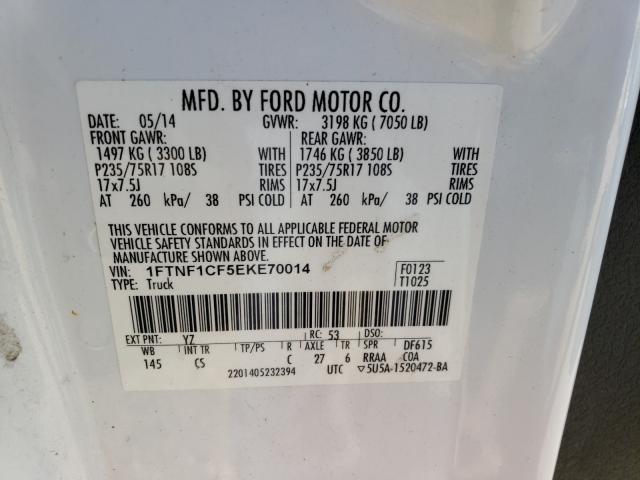 MFD. BY FORD MOTOR CO.
DATE: 05/14 GVWR: 3198 KG ( 7050 LB)
FRONT GAWR: REAR GAWR:
1497 KG ( 3300 LB) WITH 1746 KG ( 3850 LB) WITH
P235/75R17 108S TIRES P235/75R17 108S TIRES
17x7.5J RIMS 17x7.5J RIMS
AT 260 kPa/ 38 PSI COLD AT 260 kPa/ 38 PSI COLD
THIS VEHICLE CONFORMS TO ALL APPLICABLE FEDERAL MOTOR
VEHICLE SAFETY STANDARDS IN EFFECT ON THE DATE OF
MANUFACTURE SHOWN ABOVE.
VIN: 1FTNF1CF5EKE70014 F0123
TYPE: Truck T1025
EXT PNT: YZ RC: 53 DSO:
WB INT TR TP/PS R AXLE TR SPR DF615
145 CS C 27 6 RRAA COA
2201405232394 UTC ▽5U5A-1520472-BA